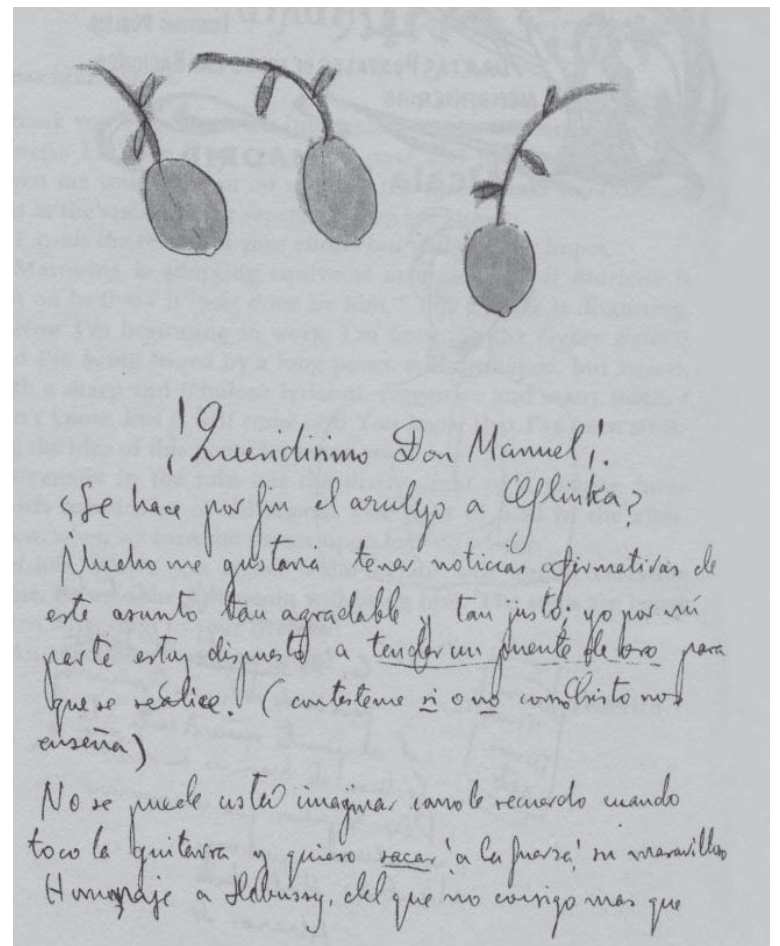 ¡Queridísimo Don Manuel!
¿Se hace por fin el azulejo a Glinka?
Mucho me gustaría tener noticias afirmativas de
este asunto tan agradable y tan justo; yo por mi
parte estoy dispuesto a tender un puente de oro para
que se realice. (contesteme si o no como Cristo nos
enseña)
No se puede usted imaginar como le recuerdo cuando
toco la guitarra y quiero sacar ¡a la fuerza! su maravilloso
Homenaje a Debussy, del que no consigo mas que